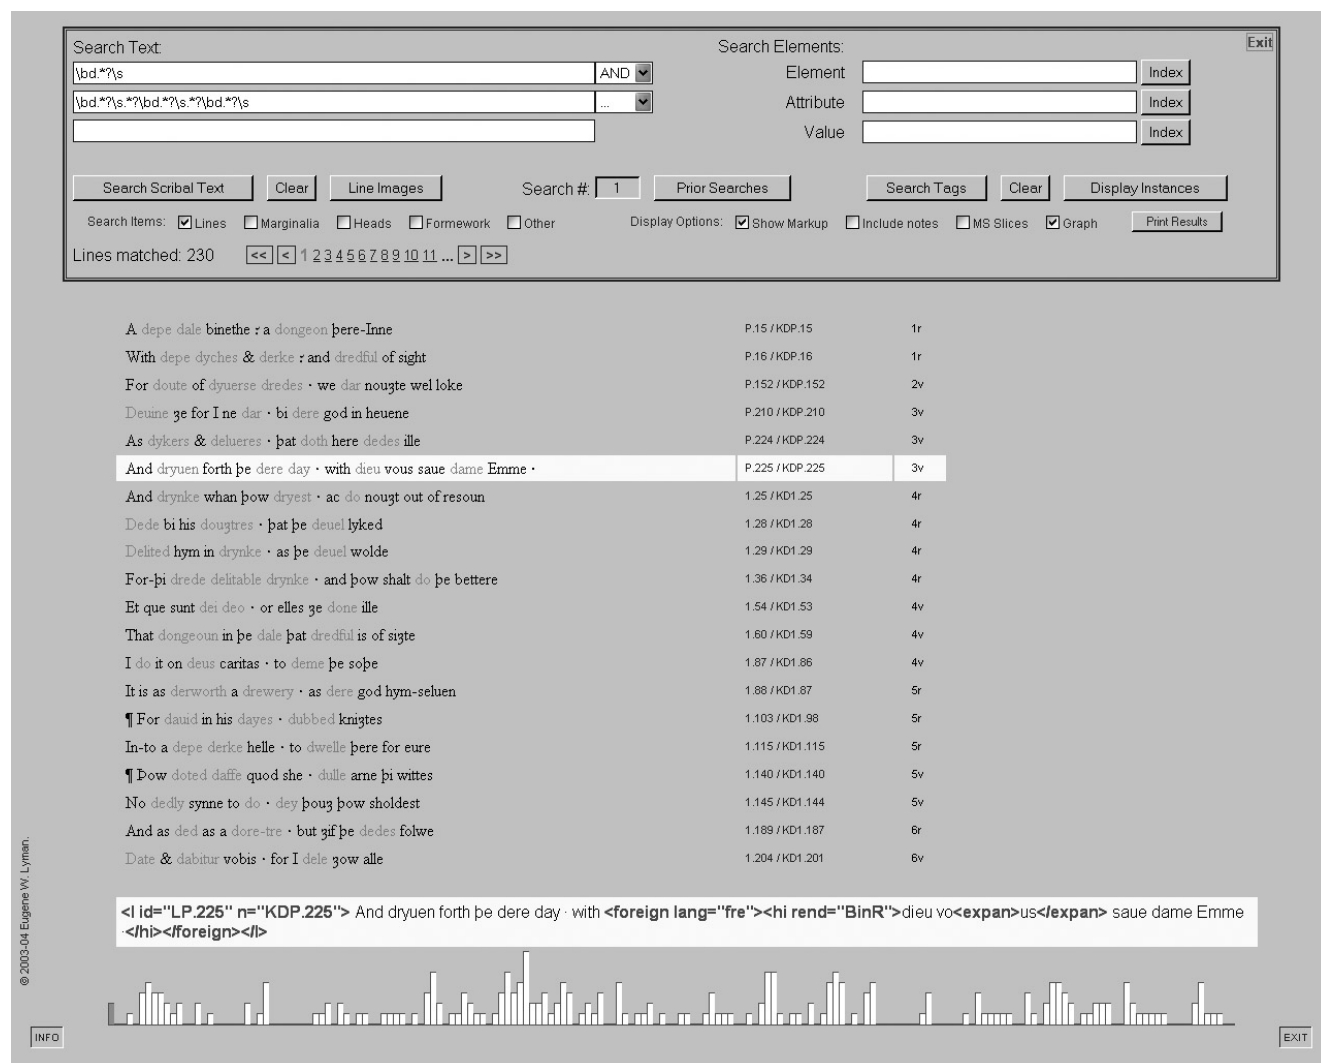 Search Text:
Search Elements:
Exit
\bd.*?\s
AND
Element
Index
\bd.*?\s.*?\bd.*?\s.*?\bd.*?\s
...
Attribute
Index
Value
Index
Search Scribal Text
Clear
Line Images
Search #: 1
Prior Searches
Search Tags
Clear
Display Instances
Search Items: Lines Marginalia Heads Formework Other
Display Options: Show Markup Include notes MS Slices Graph
Print Results
Lines matched: 230 << < 1 2 3 4 5 6 7 8 9 10 11 ... > >>
A depe dale binethe : a dongeon þere-Inne P.15 / KDP.15 1r
With depe dyches & derke : and dredful of sight P.16 / KDP.16 1r
For doute of dyuerse dredes · we dar nouȝte wel loke P.152 / KDP.152 2v
Deuine ȝe for I ne dar · bi dere god in heuene P.210 / KDP.210 3v
As dykers & delueres · þat doth here dedes ille P.224 / KDP.224 3v
And dryuen forth þe dere day · with dieu vous saue dame Emme · P.225 / KDP.225 3v
And drynke whan þow dryest · ac do nouȝt out of resoun 1.25 / KD1.25 4r
Dede bi his douȝtres · þat þe deuel lyked 1.28 / KD1.28 4r
Delited hym in drynke · as þe deuel wolde 1.29 / KD1.29 4r
For-þi drede delitable drynke · and þow shalt do þe bettere 1.36 / KD1.34 4r
Et que sunt dei deo · or elles ȝe done ille 1.54 / KD1.53 4v
That dongeoun in þe dale þat dredful is of siȝte 1.60 / KD1.59 4v
I do it on deus caritas · to deme þe soþe 1.87 / KD1.86 4v
It is as derworth a drewery · as dere god hym-seluen 1.88 / KD1.87 5r
¶ For dauid in his dayes · dubbed kniȝtes 1.103 / KD1.98 5r
In-to a depe derke helle · to dwelle þere for eure 1.115 / KD1.115 5r
¶ Þow doted daffe quod she · dulle arne þi wittes 1.140 / KD1.140 5v
No dedly synne to do · dey þouȝ þow sholdest 1.145 / KD1.144 5v
And as ded as a dore-tre · but ȝif þe dedes folwe 1.189 / KD1.187 6r
Date & dabitur vobis · for I dele ȝow alle 1.204 / KD1.201 6v
<l id="LP.225" n="KDP.225"> And dryuen forth þe dere day · with <foreign lang="fre"><hi rend="BinR">dieu vo<expan>us</expan> saue dame Emme
·</hi></foreign></l>
© 2003-04 Eugene W. Lyman.
INFO
EXIT